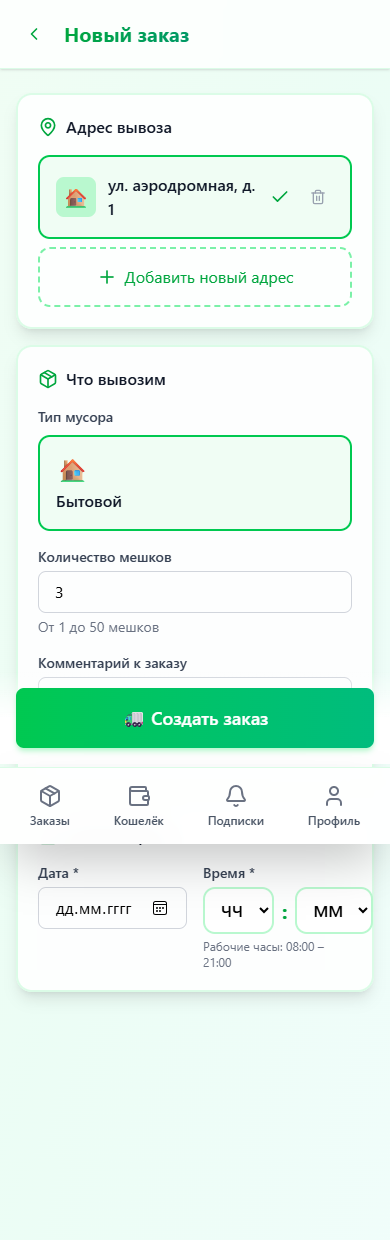 Новый заказ
Адрес вывоза
ул. аэродромная, д.
1
Добавить новый адрес
Что вывозим
Тип мусора
Бытовой
Количество мешков
3
От 1 до 50 мешков
Комментарий к заказу
Создать заказ
Заказы Кошелёк Подписки Профиль
Дата * Время *
дд.мм.гггг ЧЧ : ММ
Рабочие часы: 08:00 –
21:00